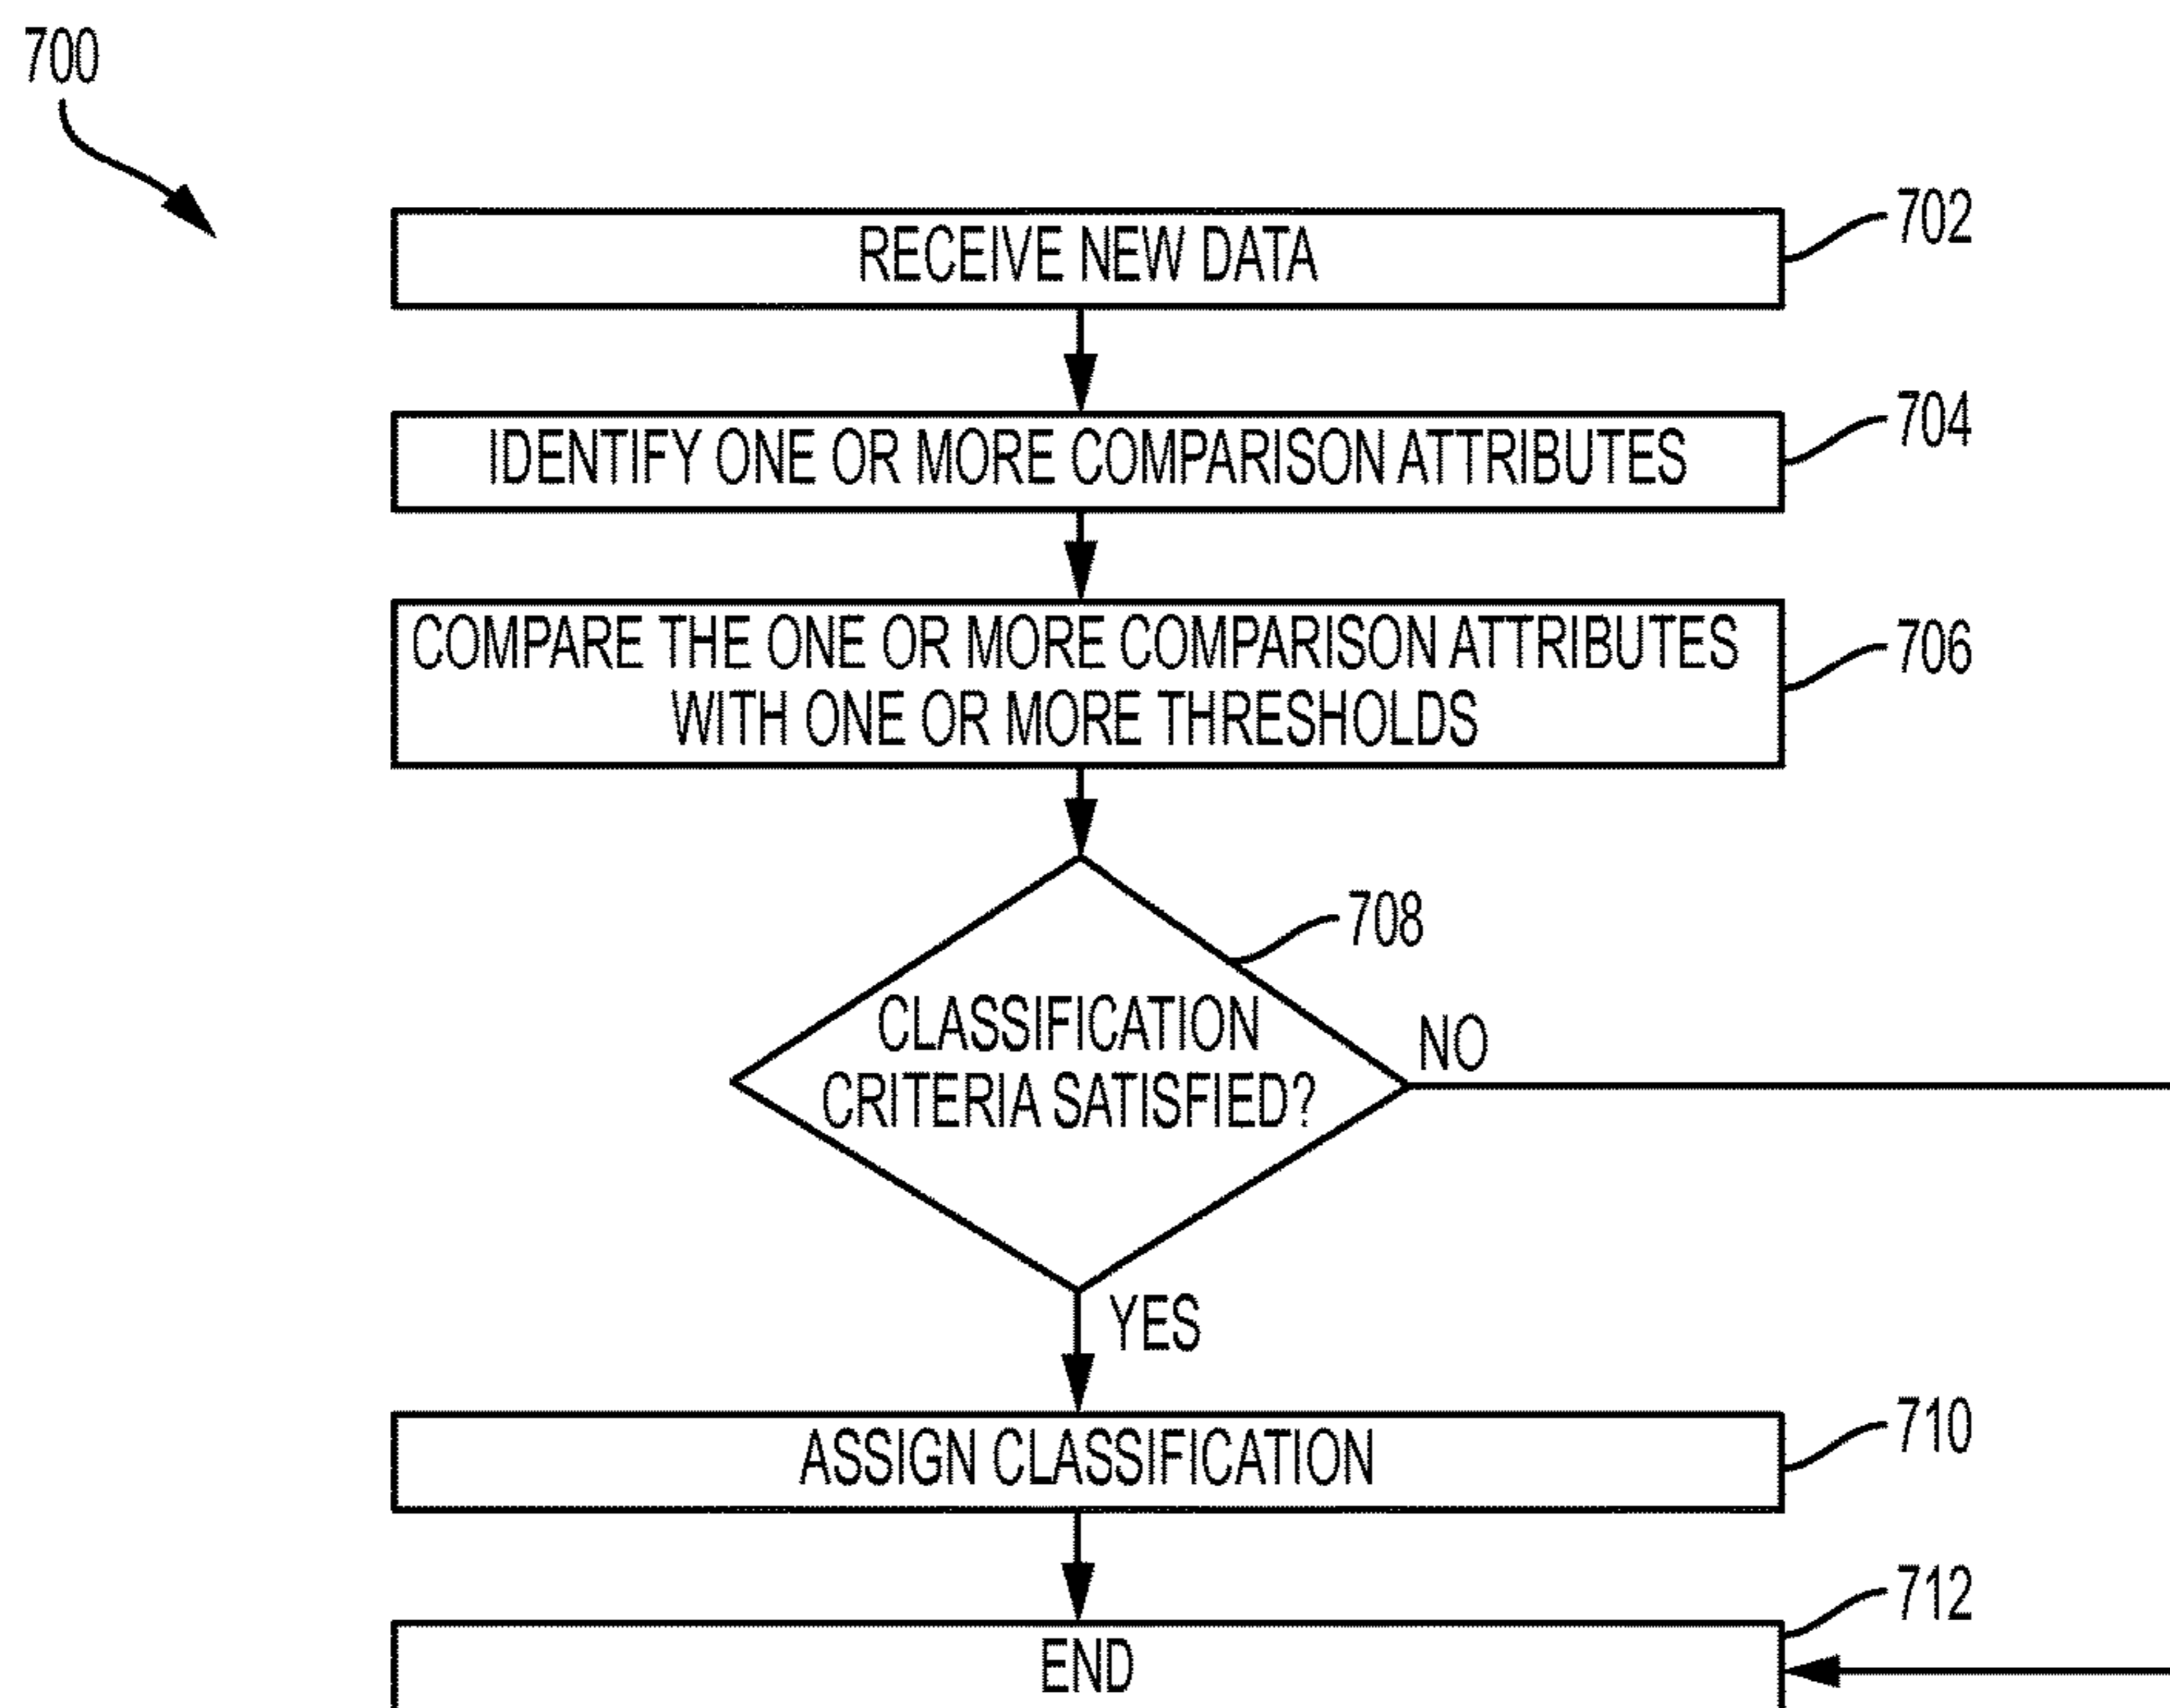 700
RECEIVE NEW DATA
702
IDENTIFY ONE OR MORE COMPARISON ATTRIBUTES
704
COMPARE THE ONE OR MORE COMPARISON ATTRIBUTES
WITH ONE OR MORE THRESHOLDS
706
708
CLASSIFICATION
CRITERIA SATISFIED?
NO
YES
ASSIGN CLASSIFICATION
710
END
712